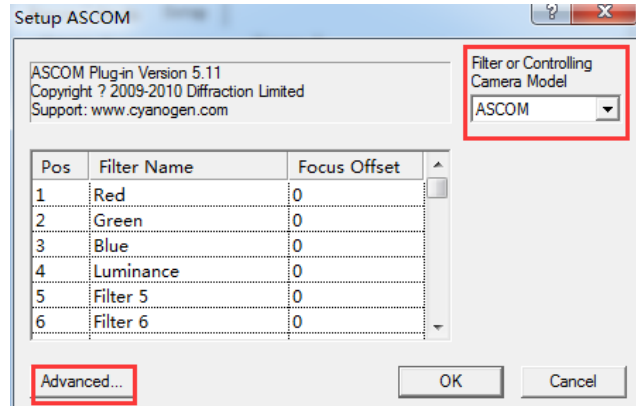 Setup ASCOM
ASCOM Plug-in Version 5.11
Copyright ? 2009-2010 Diffraction Limited
Support: www.cyanogen.com
Filter or Controlling
Camera Model
ASCOM
Pos Filter Name Focus Offset
1 Red 0
2 Green 0
3 Blue 0
4 Luminance 0
5 Filter 5 0
6 Filter 6 0
Advanced...
OK
Cancel